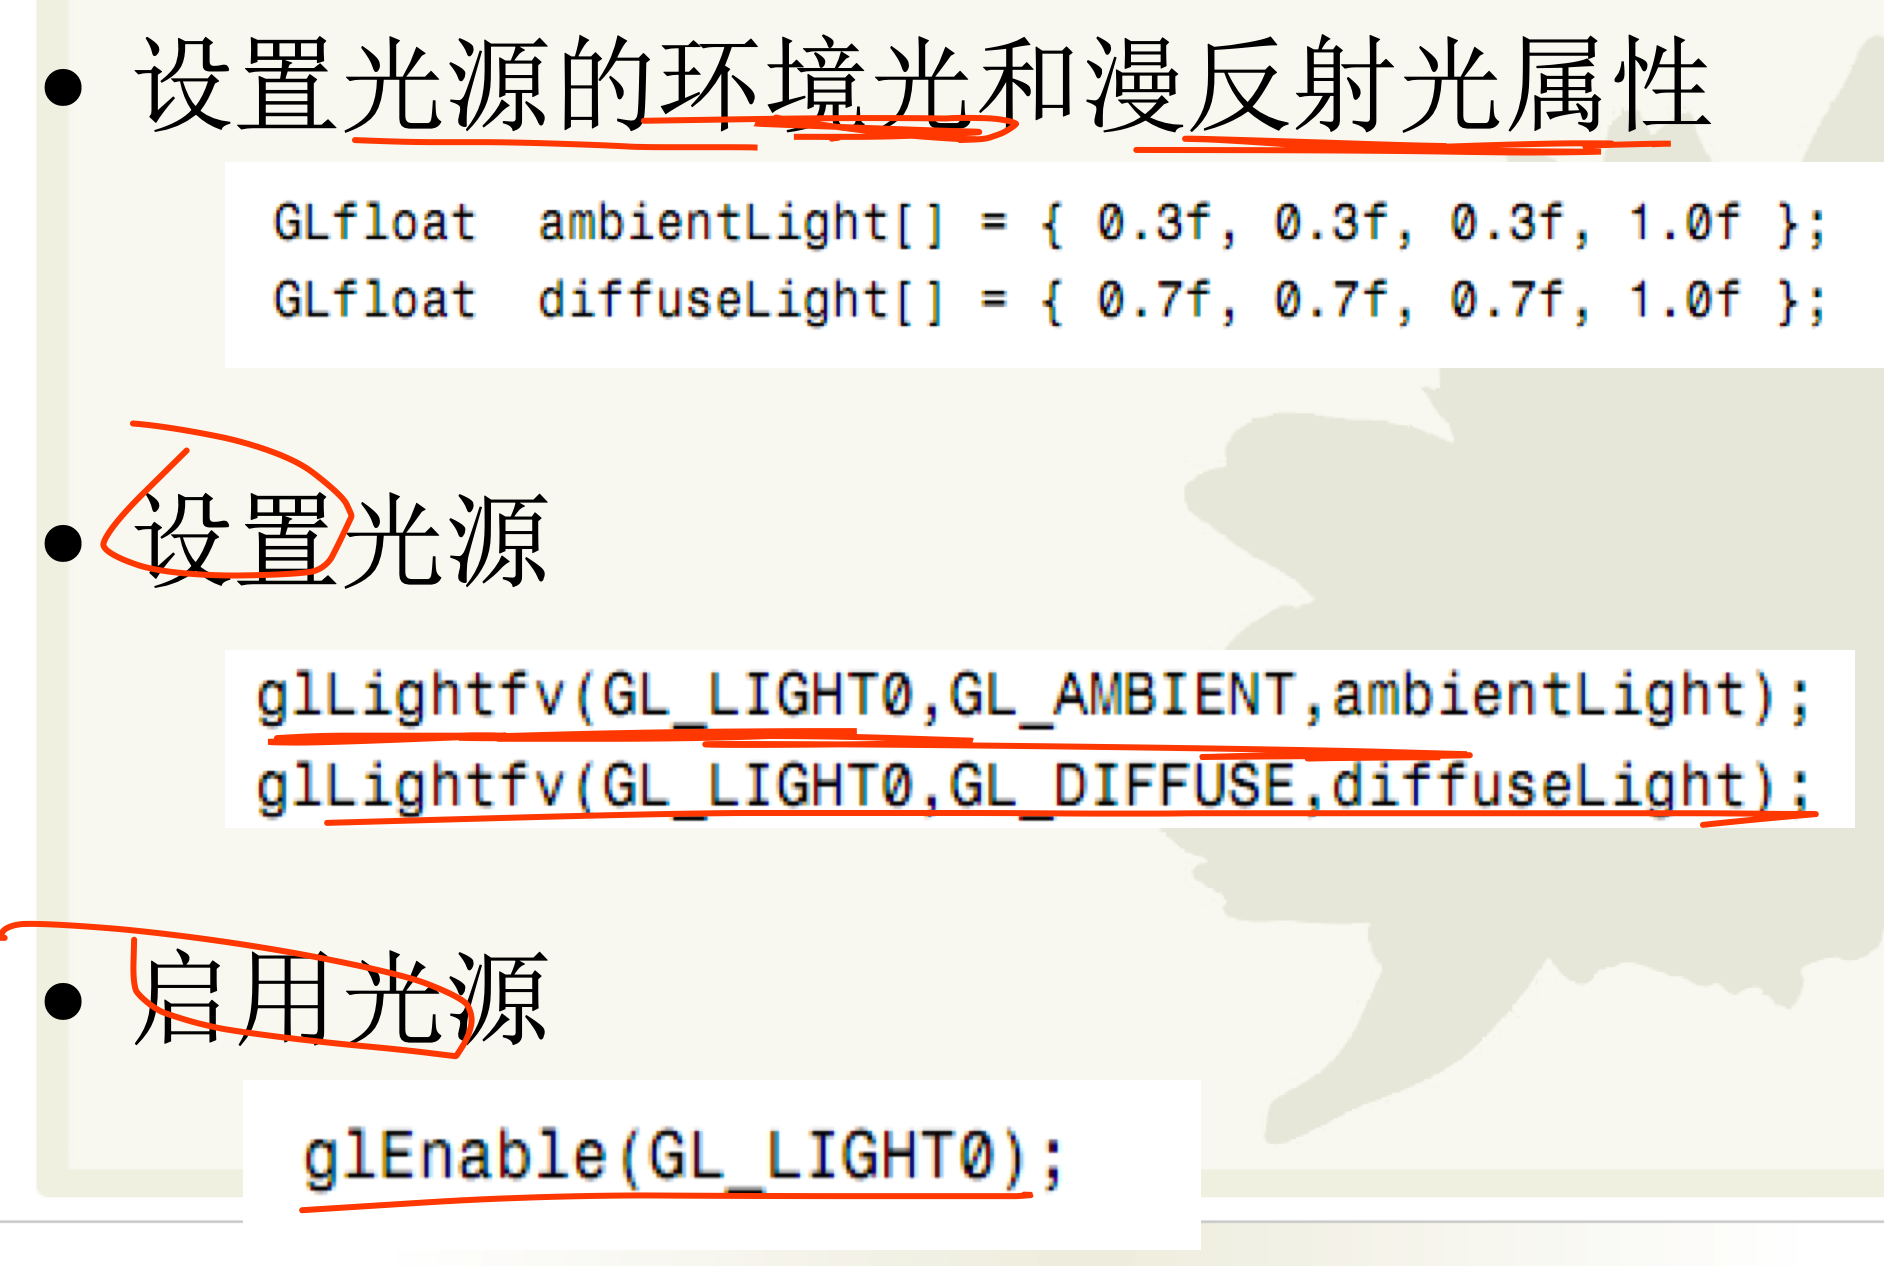 • 设置光源的环境光和漫反射光属性
GLfloat ambientLight[] = { 0.3f, 0.3f, 0.3f, 1.0f };
GLfloat diffuseLight[] = { 0.7f, 0.7f, 0.7f, 1.0f };
• 设置光源
glLightfv(GL_LIGHT0,GL_AMBIENT,ambientLight);
glLightfv(GL_LIGHT0,GL_DIFFUSE,diffuseLight);
• 启用光源
glEnable(GL_LIGHT0);